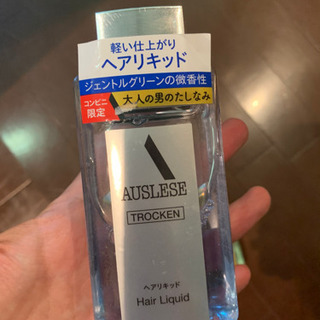 軽い仕上がり
ヘアリキッド
ジェントルグリーンの微香性
コンビニ
限定
大人の男のたしなみ
AUSLESE
TROCKEN
ヘアリキッド
Hair Liquid